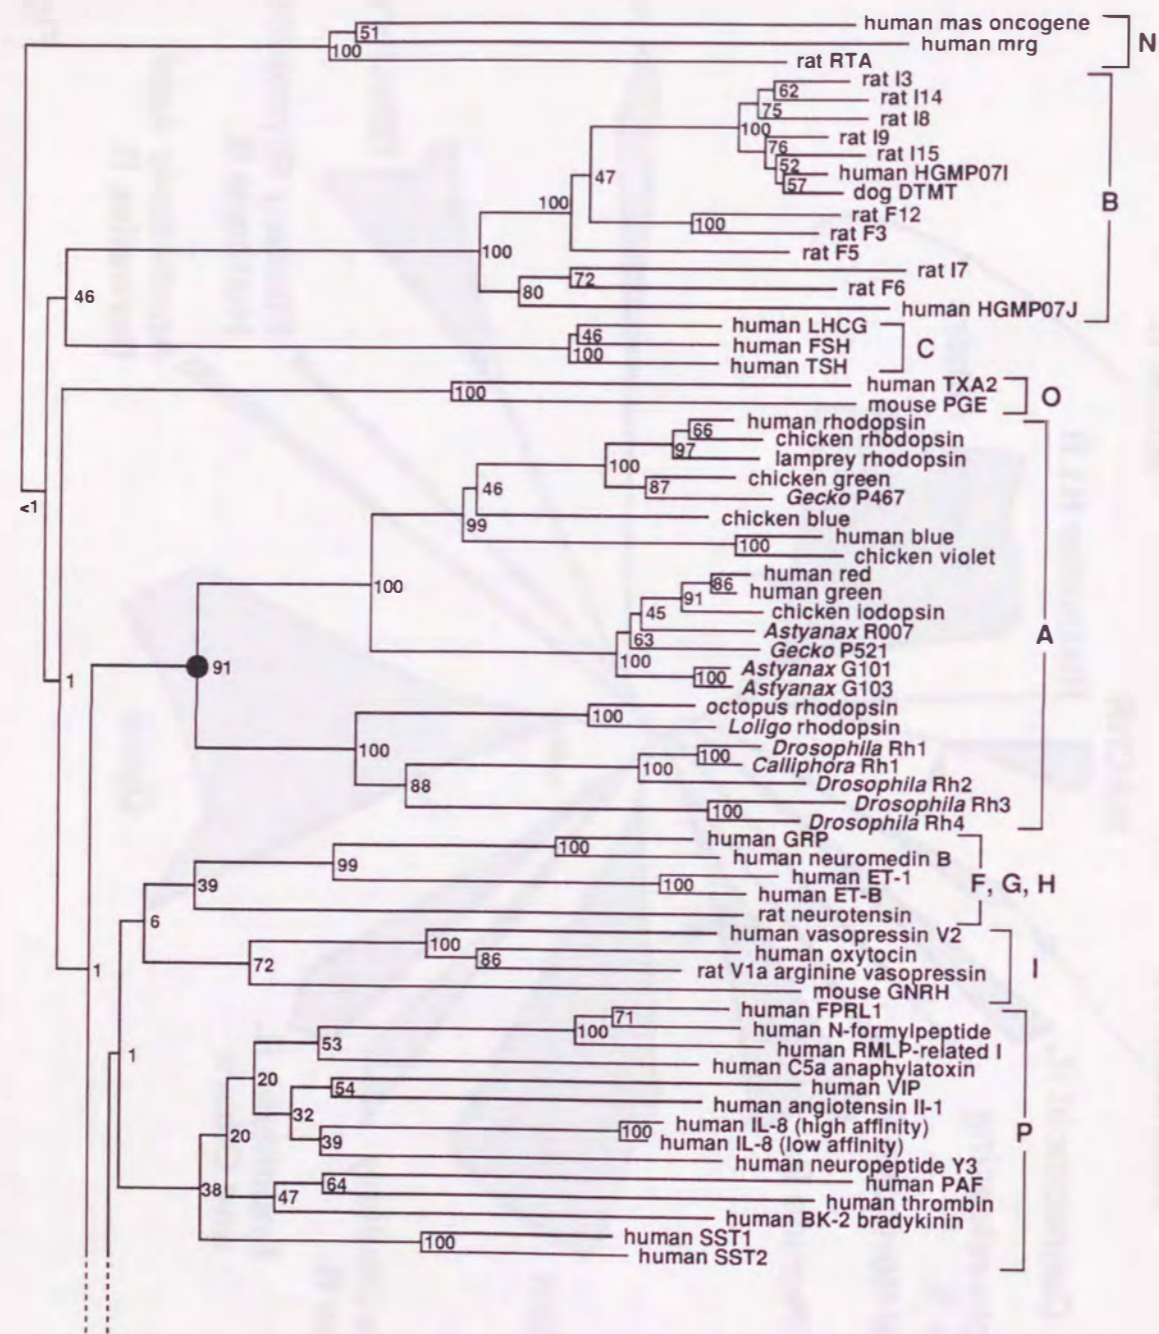 human mas oncogene
51
human mrg
N
100
rat RTA
rat I3
62
rat I14
75
rat I8
100
rat I9
76
rat I15
52
human HGMP07I
47
57
dog DTMT
B
100
rat F12
100
rat F3
100
rat F5
rat I7
72
80
rat F6
46
human HGMP07J
human LHCG
46
human FSH
C
100
human TSH
human TXA2
100
O
mouse PGE
human rhodopsin
66
chicken rhodopsin
97
lamprey rhodopsin
100
chicken green
87
46
Gecko P467
<1
chicken blue
99
human blue
100
chicken violet
human red
86
100
human green
91
45
chicken iodopsin
Astyanax R007
A
63
Gecko P521
100
91
Astyanax G101
100
1
Astyanax G103
octopus rhodopsin
100
Loligo rhodopsin
100
Drosophila Rh1
100
Calliphora Rh1
100
88
Drosophila Rh2
Drosophila Rh3
100
Drosophila Rh4
human GRP
100
human neuromedin B
99
human ET-1
39
100
F, G, H
human ET-B
rat neurotensin
6
human vasopressin V2
100
human oxytocin
86
72
I
1
rat V1a arginine vasopressin
mouse GNRH
human FPRL1
71
100
human N-formylpeptide
53
human RMLP-related I
1
human C5a anaphylatoxin
20
human VIP
54
human angiotensin II-1
32
human IL-8 (high affinity)
100
20
P
39
human IL-8 (low affinity)
human neuropeptide Y3
38
64
human PAF
47
human thrombin
human BK-2 bradykinin
human SST1
100
human SST2